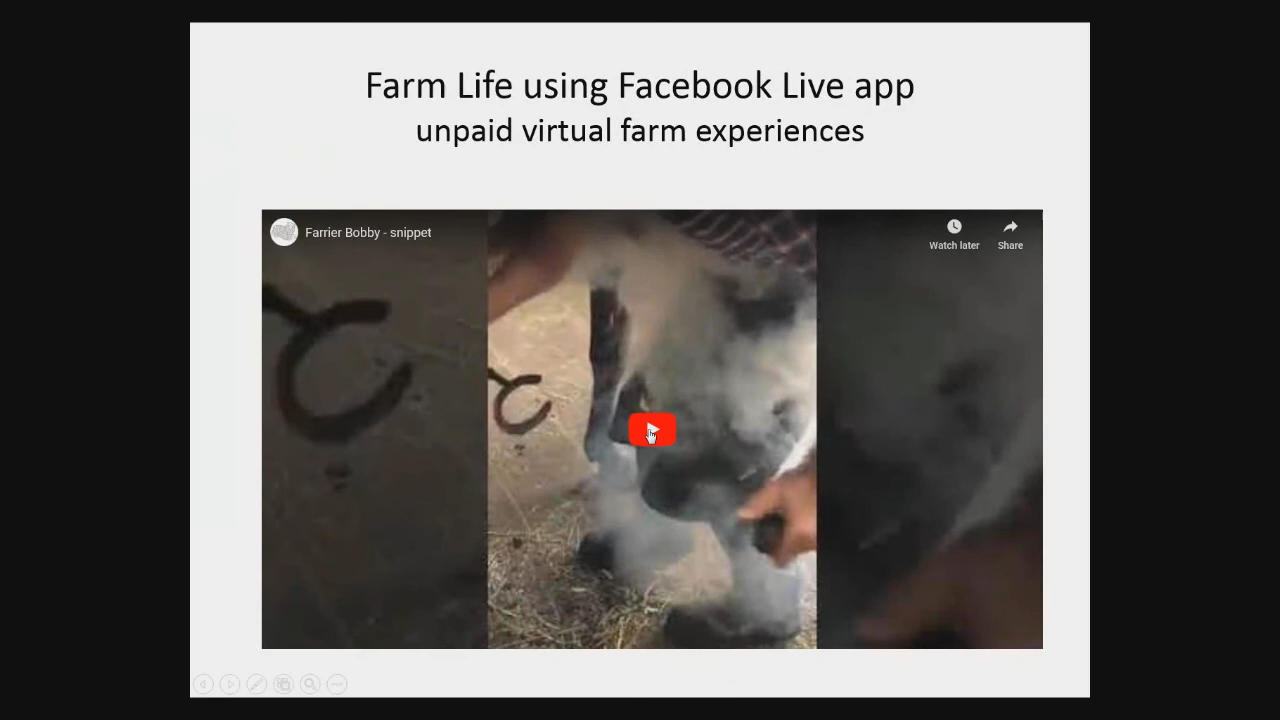 Farm Life using Facebook Live app
unpaid virtual farm experiences
Farrier Bobby - snippet
Watch later
Share